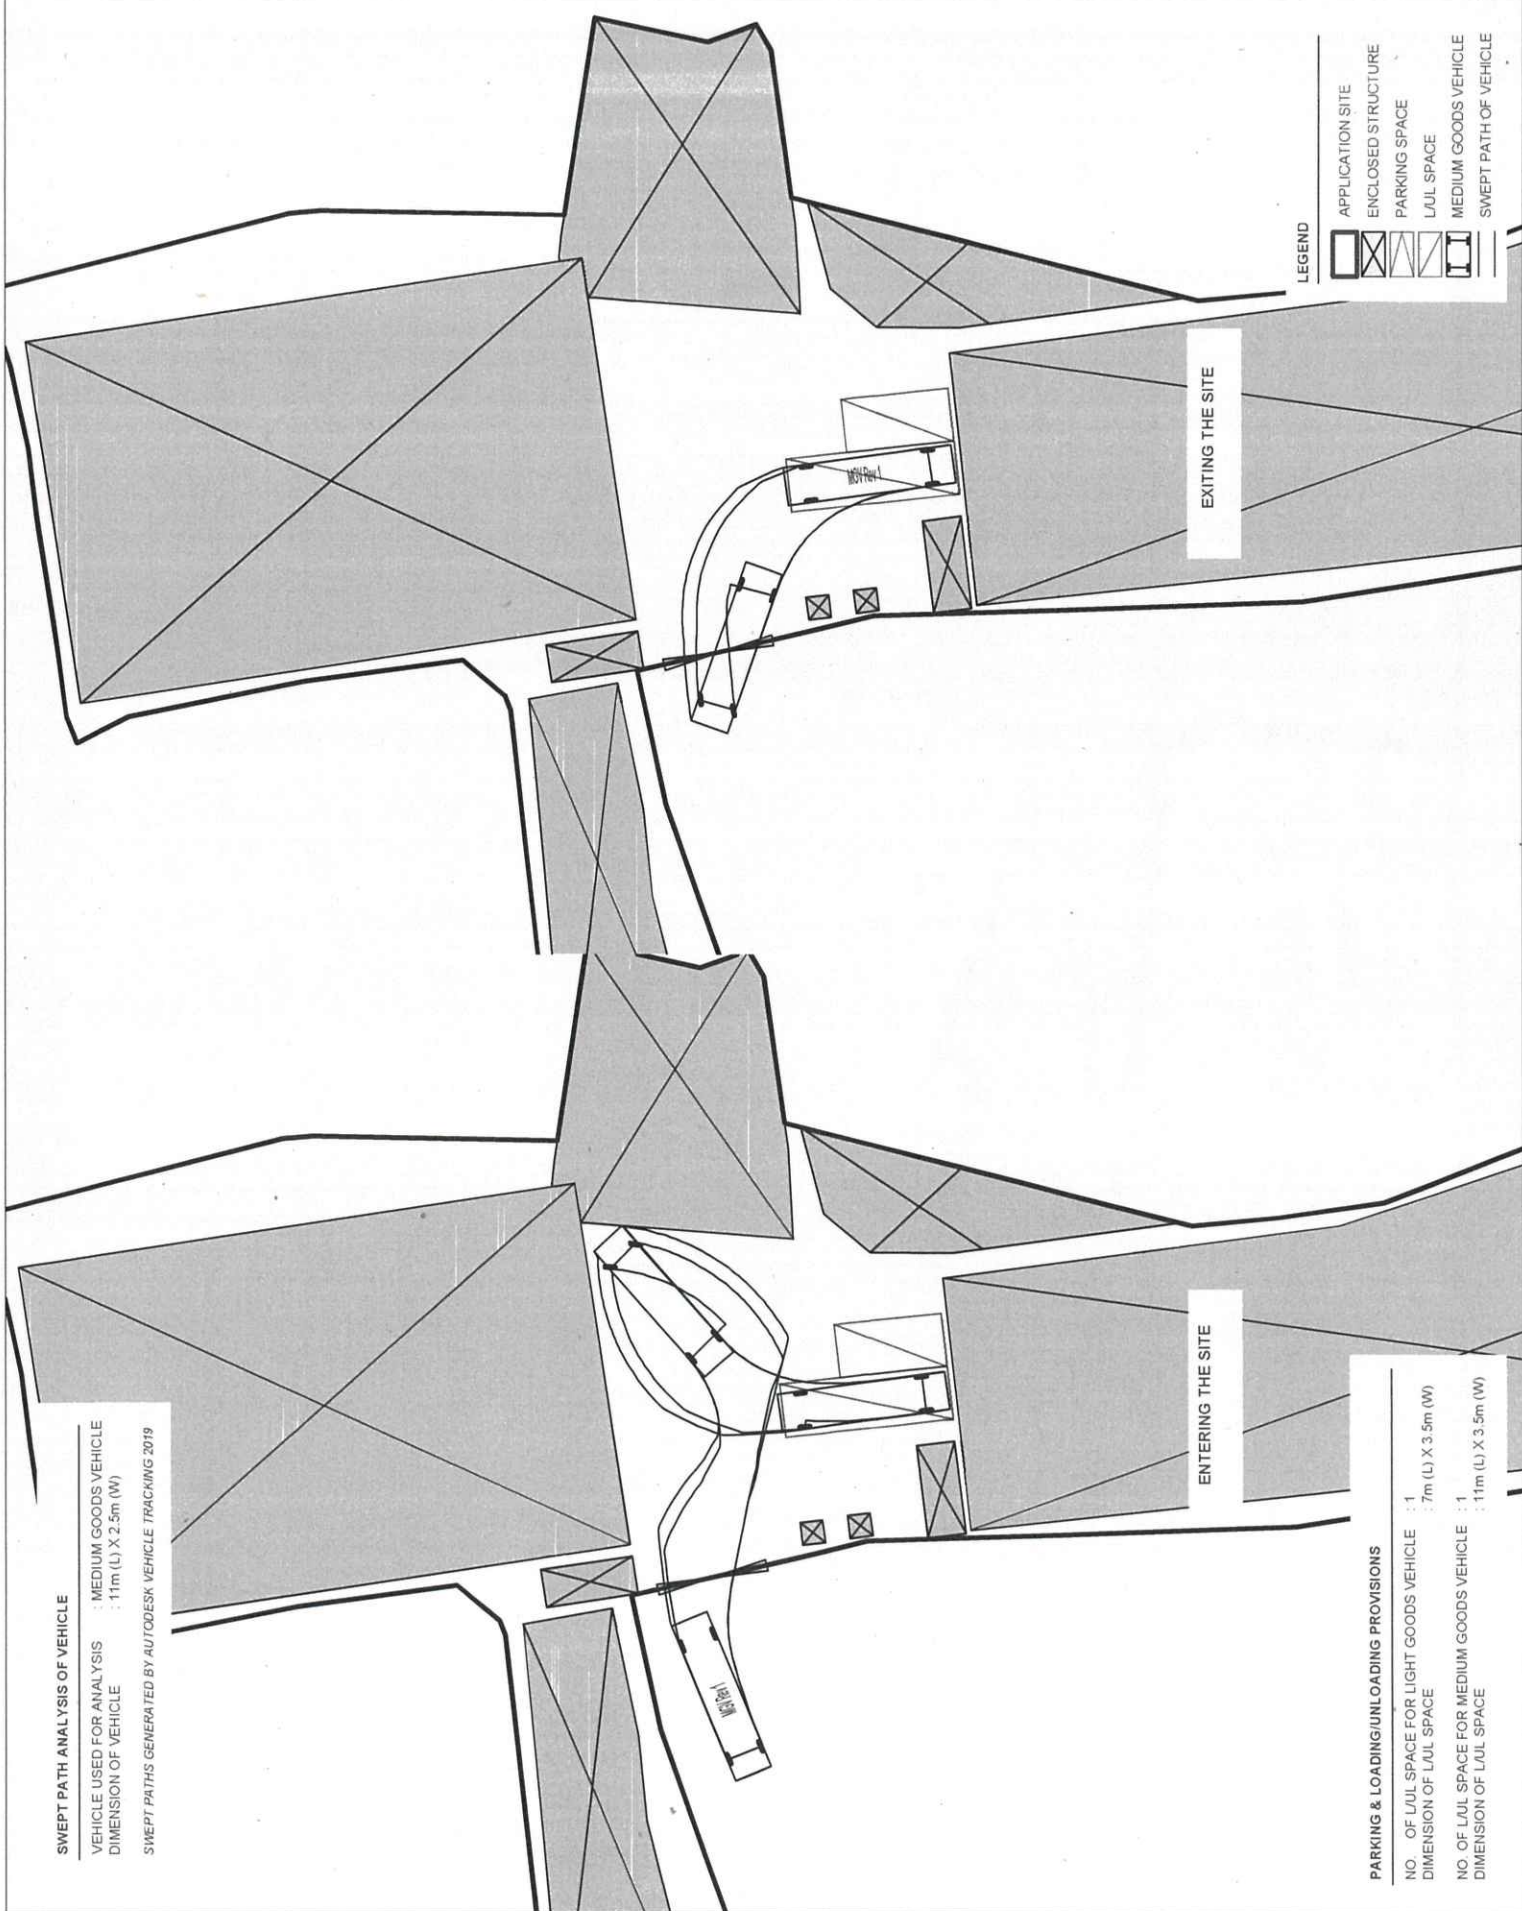 SWEPT PATH ANALYSIS OF VEHICLE
VEHICLE USED FOR ANALYSIS : MEDIUM GOODS VEHICLE
DIMENSION OF VEHICLE : 11m (L) X 2.5m (W)
SWEPT PATHS GENERATED BY AUTODESK VEHICLE TRACKING 2019
MGV Rev 1
ENTERING THE SITE
PARKING & LOADING/UNLOADING PROVISIONS
NO. OF L/UL SPACE FOR LIGHT GOODS VEHICLE : 1
DIMENSION OF L/UL SPACE : 7m (L) X 3.5m (W)
NO. OF L/UL SPACE FOR MEDIUM GOODS VEHICLE : 1
DIMENSION OF L/UL SPACE : 11m (L) X 3.5m (W)
MGV Rev 1
EXITING THE SITE
LEGEND
APPLICATION SITE
ENCLOSED STRUCTURE
PARKING SPACE
L/UL SPACE
MEDIUM GOODS VEHICLE
SWEPT PATH OF VEHICLE